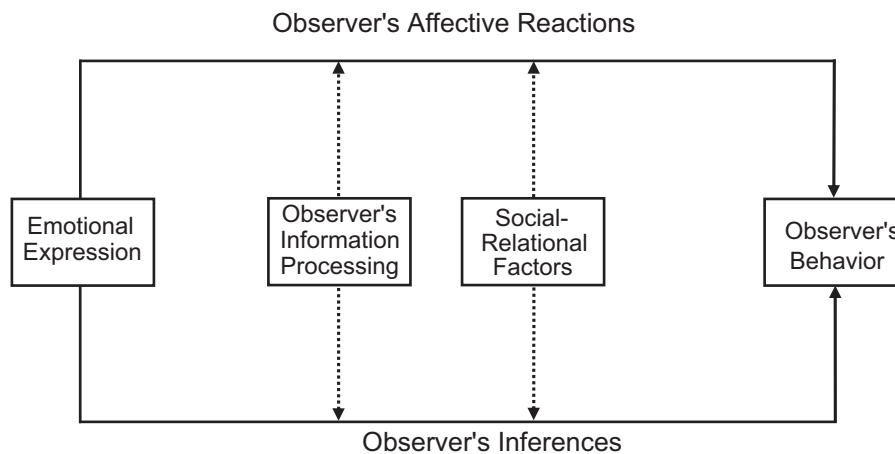 Observer's Affective Reactions
Emotional
Expression
Observer's
Information
Processing
Social-
Relational
Factors
Observer's
Behavior
Observer's Inferences